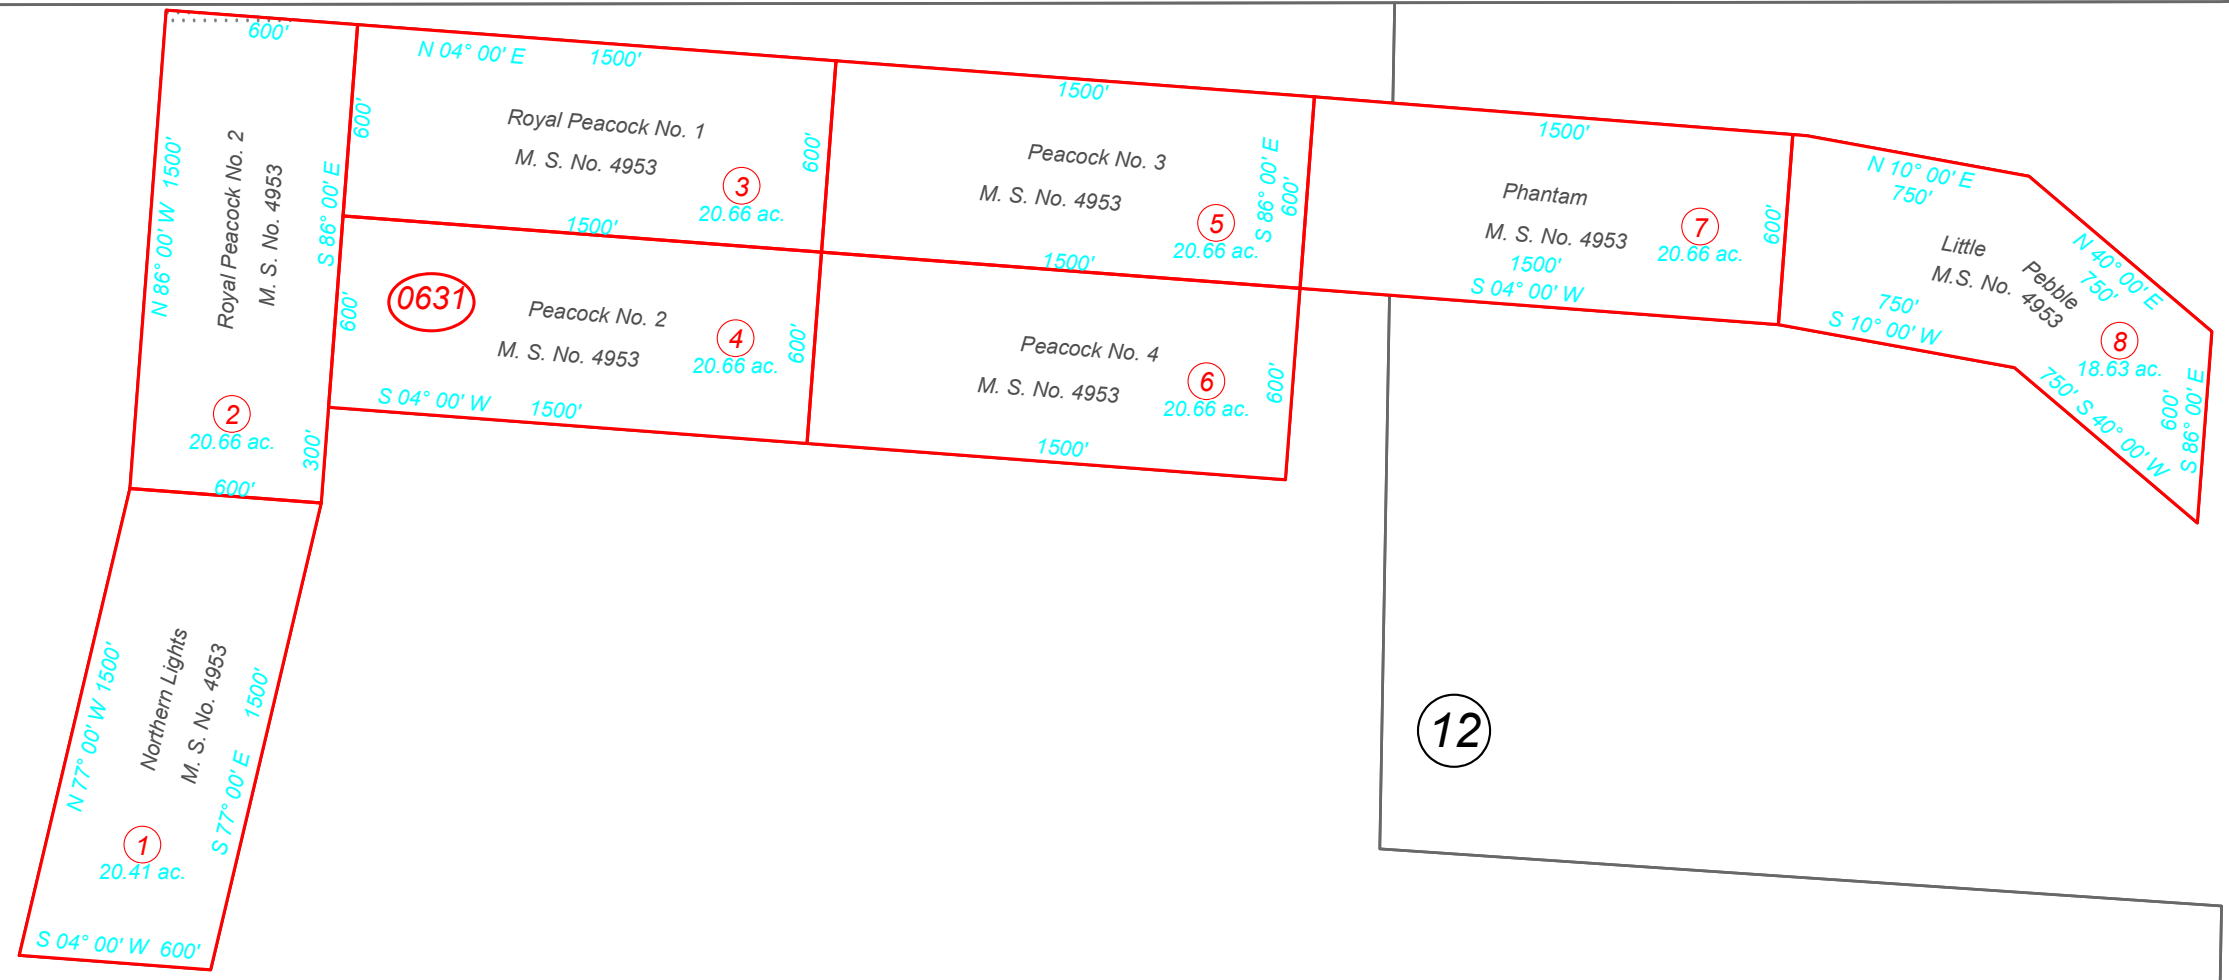 600'
N 86° 00' W 1500'
Royal Peacock No. 2
M. S. No. 4953
S 86° 00' E
2
20.66 ac.
300'
600'
N 04° 00' E 1500'
600'
Royal Peacock No. 1
M. S. No. 4953
3
20.66 ac.
600'
1500'
0631
600'
Peacock No. 2
M. S. No. 4953
4
20.66 ac.
600'
S 04° 00' W 1500'
1500'
Peacock No. 3
M. S. No. 4953
5
20.66 ac.
S 86° 00' E
600'
1500'
Peacock No. 4
M. S. No. 4953
6
20.66 ac.
600'
1500'
1500'
Phantam
M. S. No. 4953
7
20.66 ac.
600'
1500'
S 04° 00' W
N 10° 00' E
750'
N 40° 00' E
750'
Little Pebble
M.S. No. 4953
8
18.63 ac.
750'
S 10° 00' W
750' S 40° 00' W
600'
S 86° 00' E
N 77° 00' W 1500'
Northern Lights
M. S. No. 4953
S 77° 00' E 1500'
1
20.41 ac.
S 04° 00' W 600'
12